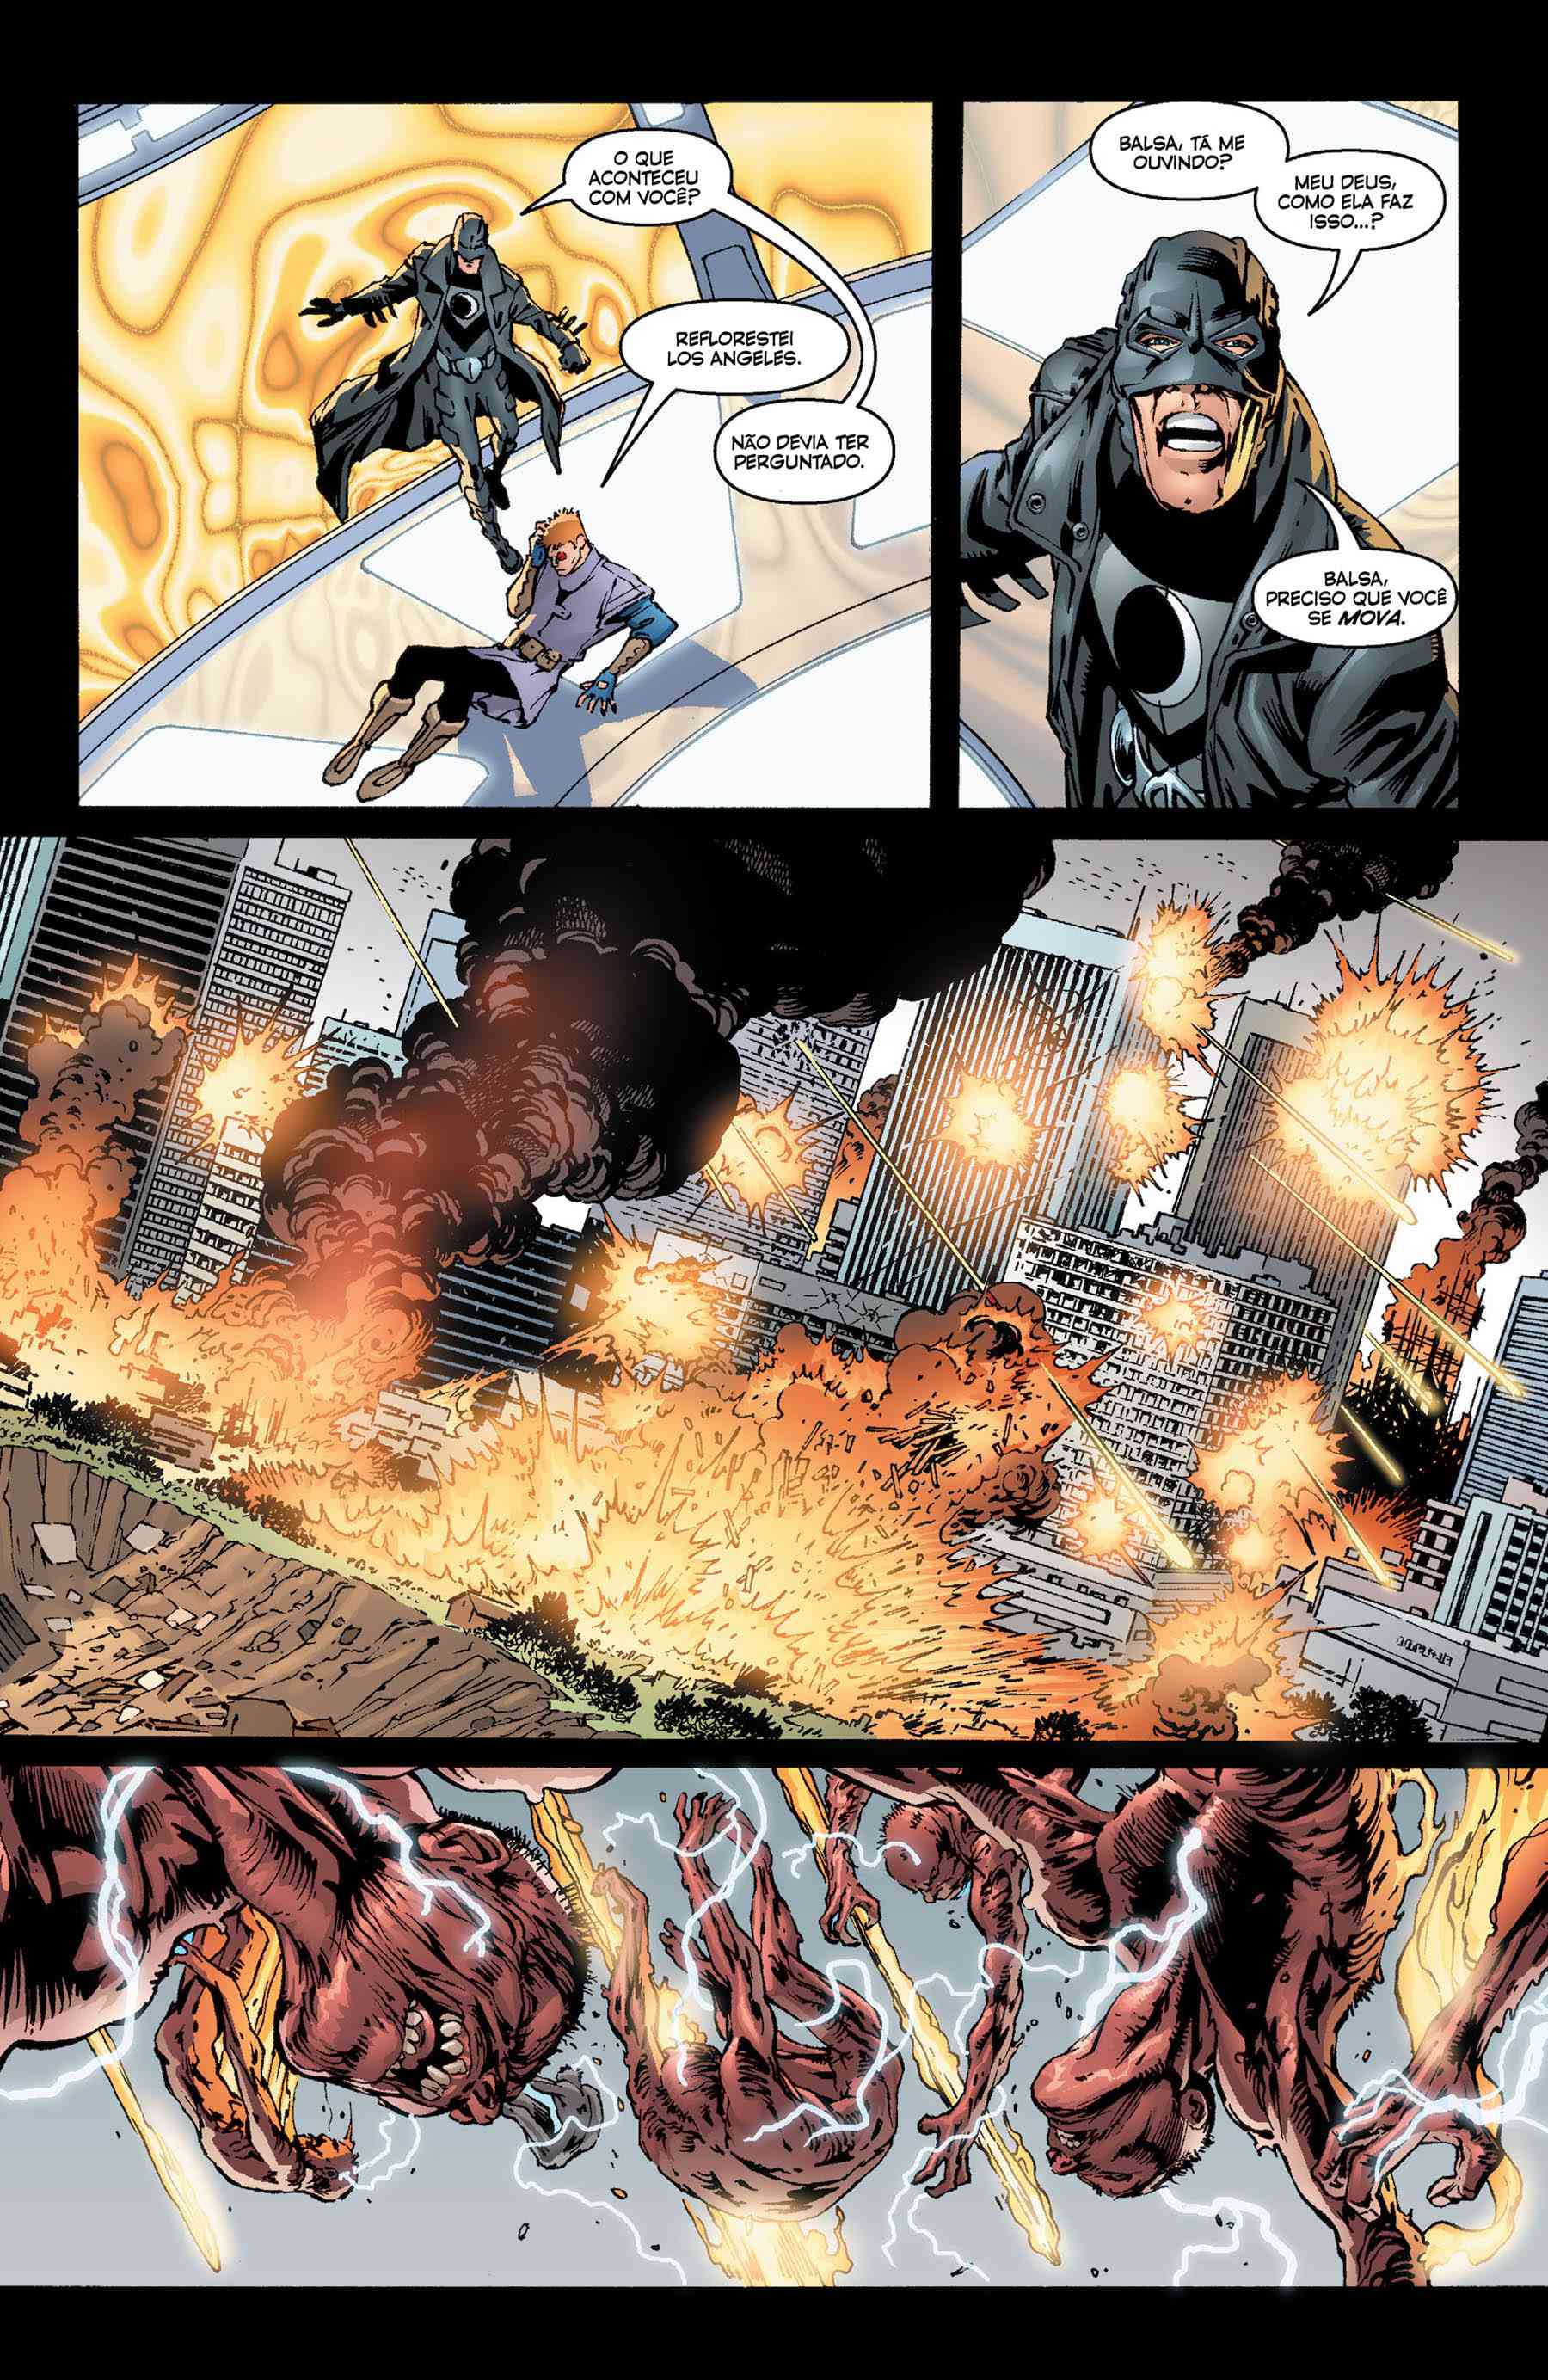 O QUE
ACONTECEU
COM VOCÊ?
REFLORESTEI
LOS ANGELES.
NÃO DEVIA TER
PERGUNTADO.
BALSA, TÁ ME
OUVINDO?
MEU DEUS,
COMO ELA FAZ
ISSO...?
BALSA,
PRECISO QUE VOCÊ
SE MOVA.